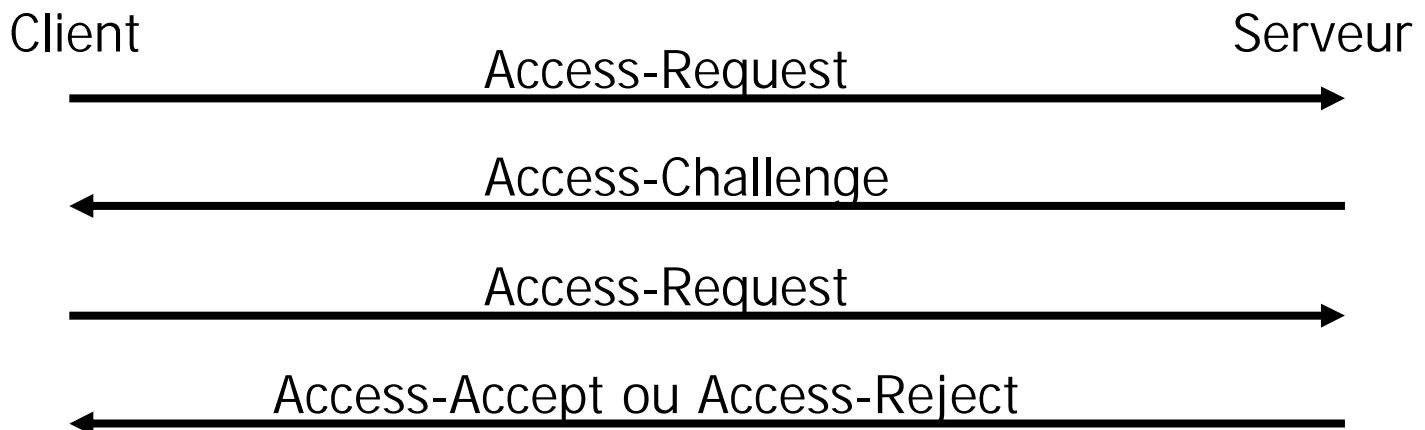 Client
Serveur
Access-Request
Access-Challenge
Access-Request
Access-Accept ou Access-Reject